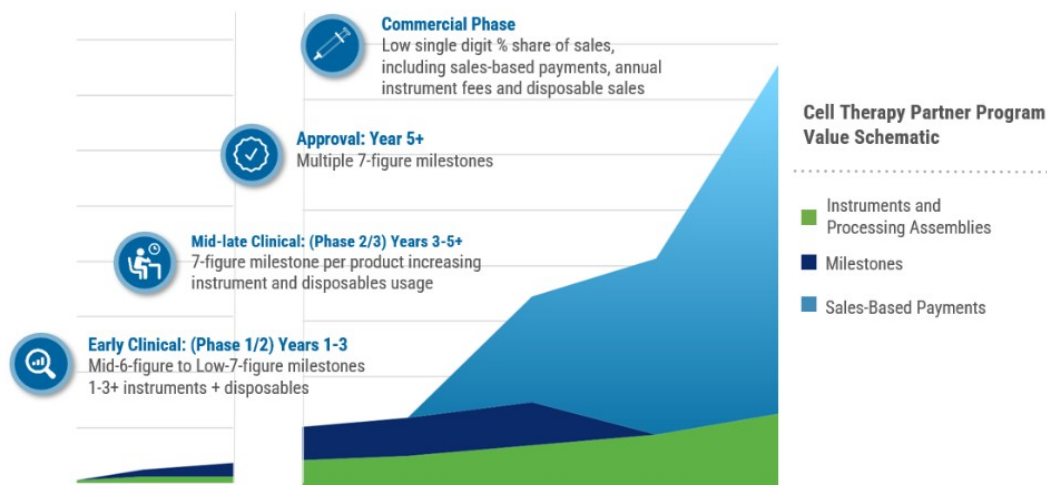 Commercial Phase
Low single digit % share of sales,
including sales-based payments, annual
instrument fees and disposable sales
Approval: Year 5+
Multiple 7-figure milestones
Mid-late Clinical: (Phase 2/3) Years 3-5+
7-figure milestone per product increasing
instrument and disposables usage
Early Clinical: (Phase 1/2) Years 1-3
Mid-6-figure to Low-7-figure milestones
1-3+ instruments + disposables
Cell Therapy Partner Program
Value Schematic
Instruments and
Processing Assemblies
Milestones
Sales-Based Payments